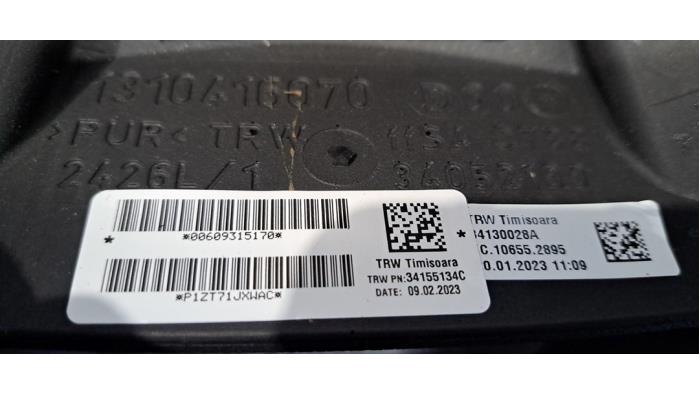 1310416070
>PUR< TRW
2426L/1
*00609315170*
*P1ZT71JXWAC*
TRW Timisoara
TRW PN:34155134C
DATE: 09.02.2023
TRW Timisoara
34130028A
C.10655.2895
0.01.2023 11:09